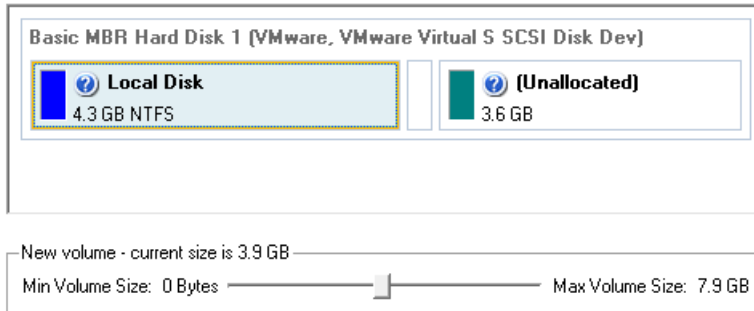 Basic MBR Hard Disk 1 (VMware, VMware Virtual S SCSI Disk Dev)
Local Disk
4.3 GB NTFS
(Unallocated)
3.6 GB
New volume - current size is 3.9 GB
Min Volume Size: 0 Bytes Max Volume Size: 7.9 GB